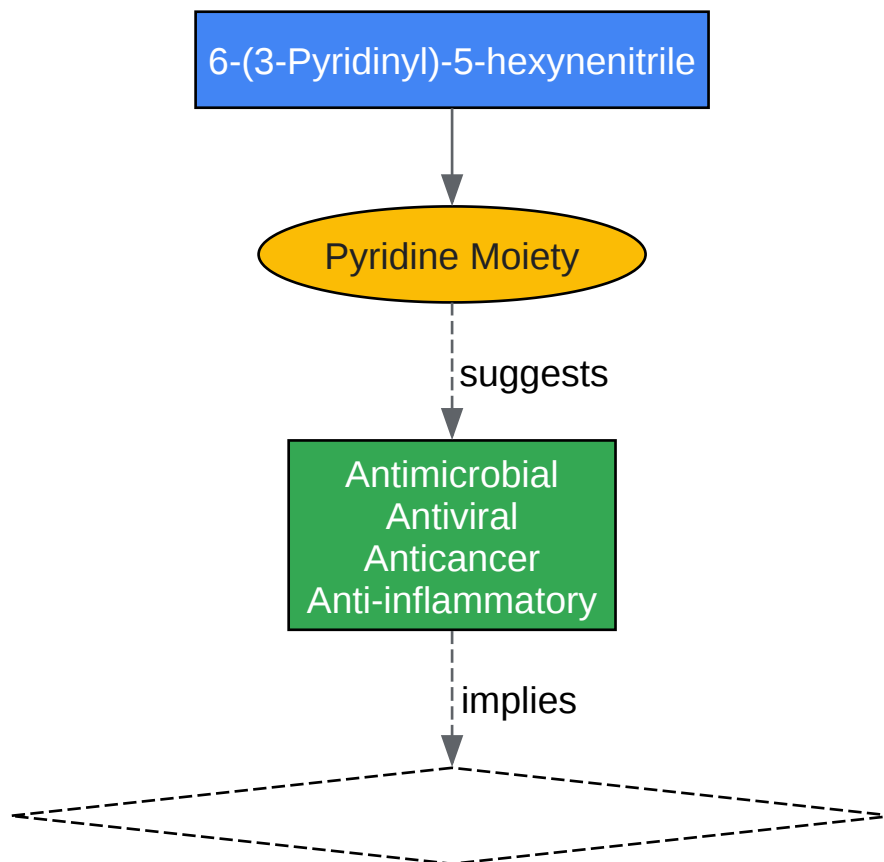 6-(3-Pyridinyl)-5-hexynenitrile
Pyridine Moiety
suggests
Antimicrobial
Antiviral
Anticancer
Anti-inflammatory
implies